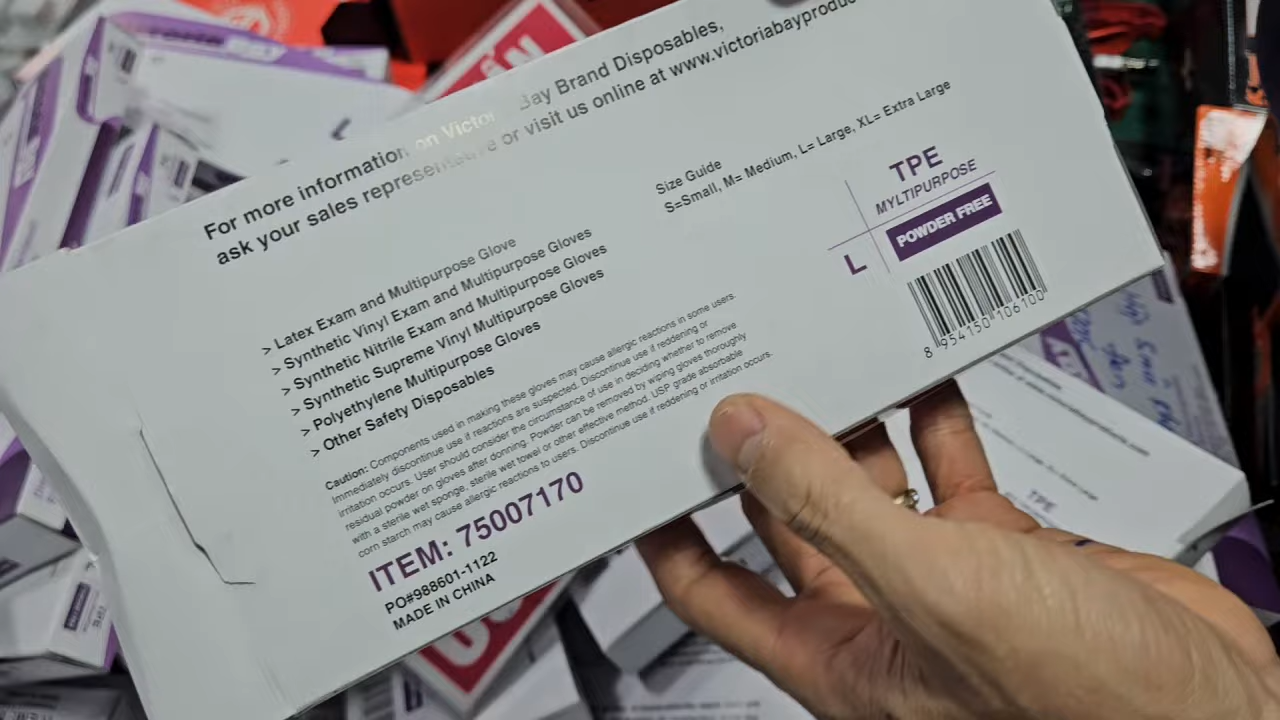 For more information on Victor Bay Brand Disposables,
ask your sales representative or visit us online at www.victoriabayproduc
Size Guide
S=Small, M= Medium, L= Large, XL= Extra Large
TPE
MYLTIPURPOSE
POWDER FREE
L
8 954150 106100
> Latex Exam and Multipurpose Glove
> Synthetic Vinyl Exam and Multipurpose Gloves
> Synthetic Nitrile Exam and Multipurpose Gloves
> Synthetic Supreme Vinyl Multipurpose Gloves
> Polyethylene Multipurpose Gloves
> Other Safety Disposables
Caution: Components used in making these gloves may cause allergic reactions in some users.
Immediately discontinue use if reactions are suspected. Discontinue use if reddening or
irritation occurs. User should consider the circumstance of use in deciding whether to remove
residual powder on gloves after donning. Powder can be removed by wiping gloves thoroughly
with a sterile wet sponge, sterile wet towel or other effective method. USP grade absorbable
corn starch may cause allergic reactions to users. Discontinue use if reddening or irritation occurs.
ITEM: 75007170
PO#988601-1122
MADE IN CHINA
TPE